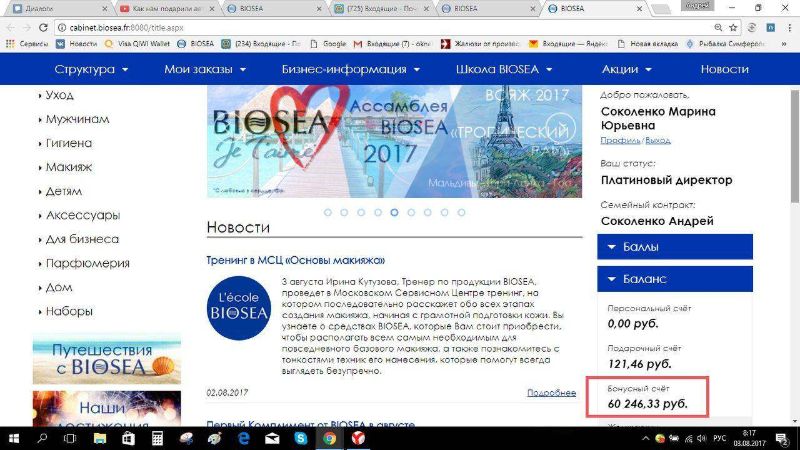 Диалоги
Как нам подарили авт
BIOSEA
(234) Входящие - Поч
(725) Входящие - По
BIOSEA
BIOSEA
Андрей
cabinet.biosea.fr:8080/title.aspx
Сервисы
Новости
Visa QIWI Wallet
BIOSEA
(234) Входящие - Поч
Google
Входящие (7) - okne
Жалюзи от произво
Входящие — Яндекс
Новая вкладка
Рыбалка Симферопо
Структура
Мои заказы
Бизнес-информация
Школа BIOSEA
Акции
Новости
Уход
Мужчинам
Гигиена
Макияж
Детям
Аксессуары
Для бизнеса
Парфюмерия
Дом
Наборы
Путешествия
с BIOSEA
Наши
достижения
BIOSEA
Je t'aime
Ассамблея
BIOSEA
2017
ВОЯЖ 2017
«ТРОПИЧЕСКИЙ
РАЙ»
Новости
Тренинг в МСЦ «Основы макияжа»
L'école
BIOSEA
3 августа Ирина Кутузова, Тренер по продукции BIOSEA,
проведет в Московском Сервисном Центре тренинг, на
котором последовательно расскажет обо всех этапах
создания макияжа, начиная с грамотной подготовки кожи. Вы
узнаете о средствах BIOSEA, которые Вам стоит приобрести,
чтобы располагать всем самым необходимым для
повседневного базового макияжа, а также познакомитесь с
тонкостями техник его нанесения, которые помогут всегда
выглядеть безупречно.
02.08.2017
Подробнее
Первый Комплимент от BIOSEA в августе
Добро пожаловать,
Соколенко Марина
Юрьевна
Профиль / Выход
Ваш статус:
Платиновый директор
Семейный контракт:
Соколенко Андрей
Баллы
Баланс
Персональный счёт
0,00 руб.
Подарочный счёт
121,46 руб.
Бонусный счёт
60 246,33 руб.
РУС
8:17
03.08.2017